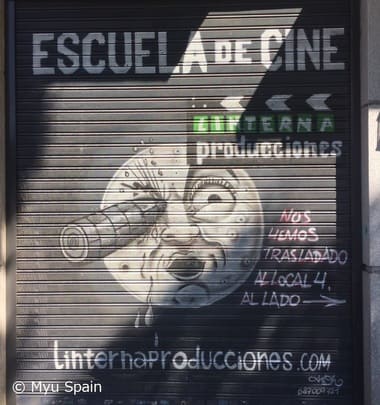 ESCUELA DE CINE
LINTERNA
producciones
NOS
HEMOS
TRASLADADO
AL LOCAL 4,
AL LADO →
LinternaProducciones.com
© Myu Spain